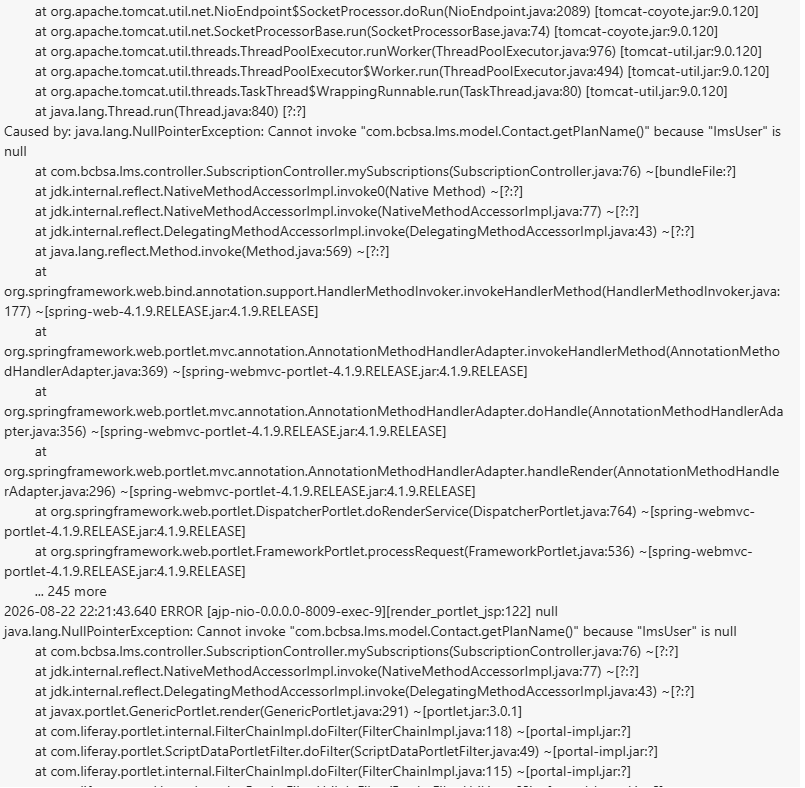 at org.apache.tomcat.util.net.NioEndpoint$SocketProcessor.doRun(NioEndpoint.java:2089) [tomcat-coyote.jar:9.0.120]
at org.apache.tomcat.util.net.SocketProcessorBase.run(SocketProcessorBase.java:74) [tomcat-coyote.jar:9.0.120]
at org.apache.tomcat.util.threads.ThreadPoolExecutor.runWorker(ThreadPoolExecutor.java:976) [tomcat-util.jar:9.0.120]
at org.apache.tomcat.util.threads.ThreadPoolExecutor$Worker.run(ThreadPoolExecutor.java:494) [tomcat-util.jar:9.0.120]
at org.apache.tomcat.util.threads.TaskThread$WrappingRunnable.run(TaskThread.java:80) [tomcat-util.jar:9.0.120]
at java.lang.Thread.run(Thread.java:840) [?:?]
Caused by: java.lang.NullPointerException: Cannot invoke "com.bcbsa.lms.model.Contact.getPlanName()" because "lmsUser" is
null
at com.bcbsa.lms.controller.SubscriptionController.mySubscriptions(SubscriptionController.java:76) ~[bundleFile:?]
at jdk.internal.reflect.NativeMethodAccessorImpl.invoke0(Native Method) ~[?:?]
at jdk.internal.reflect.NativeMethodAccessorImpl.invoke(NativeMethodAccessorImpl.java:77) ~[?:?]
at jdk.internal.reflect.DelegatingMethodAccessorImpl.invoke(DelegatingMethodAccessorImpl.java:43) ~[?:?]
at java.lang.reflect.Method.invoke(Method.java:569) ~[?:?]
at
org.springframework.web.bind.annotation.support.HandlerMethodInvoker.invokeHandlerMethod(HandlerMethodInvoker.java:
177) ~[spring-web-4.1.9.RELEASE.jar:4.1.9.RELEASE]
at
org.springframework.web.portlet.mvc.annotation.AnnotationMethodHandlerAdapter.invokeHandlerMethod(AnnotationMetho
dHandlerAdapter.java:369) ~[spring-webmvc-portlet-4.1.9.RELEASE.jar:4.1.9.RELEASE]
at
org.springframework.web.portlet.mvc.annotation.AnnotationMethodHandlerAdapter.doHandle(AnnotationMethodHandlerAda
pter.java:356) ~[spring-webmvc-portlet-4.1.9.RELEASE.jar:4.1.9.RELEASE]
at
org.springframework.web.portlet.mvc.annotation.AnnotationMethodHandlerAdapter.handleRender(AnnotationMethodHandle
rAdapter.java:296) ~[spring-webmvc-portlet-4.1.9.RELEASE.jar:4.1.9.RELEASE]
at org.springframework.web.portlet.DispatcherPortlet.doRenderService(DispatcherPortlet.java:764) ~[spring-webmvc-
portlet-4.1.9.RELEASE.jar:4.1.9.RELEASE]
at org.springframework.web.portlet.FrameworkPortlet.processRequest(FrameworkPortlet.java:536) ~[spring-webmvc-
portlet-4.1.9.RELEASE.jar:4.1.9.RELEASE]
... 245 more
2026-08-22 22:21:43.640 ERROR [ajp-nio-0.0.0.0-8009-exec-9][render_portlet_jsp:122] null
java.lang.NullPointerException: Cannot invoke "com.bcbsa.lms.model.Contact.getPlanName()" because "lmsUser" is null
at com.bcbsa.lms.controller.SubscriptionController.mySubscriptions(SubscriptionController.java:76) ~[?:?]
at jdk.internal.reflect.NativeMethodAccessorImpl.invoke(NativeMethodAccessorImpl.java:77) ~[?:?]
at jdk.internal.reflect.DelegatingMethodAccessorImpl.invoke(DelegatingMethodAccessorImpl.java:43) ~[?:?]
at javax.portlet.GenericPortlet.render(GenericPortlet.java:291) ~[portlet.jar:3.0.1]
at com.liferay.portlet.internal.FilterChainImpl.doFilter(FilterChainImpl.java:118) ~[portal-impl.jar:?]
at com.liferay.portlet.ScriptDataPortletFilter.doFilter(ScriptDataPortletFilter.java:49) ~[portal-impl.jar:?]
at com.liferay.portlet.internal.FilterChainImpl.doFilter(FilterChainImpl.java:115) ~[portal-impl.jar:?]